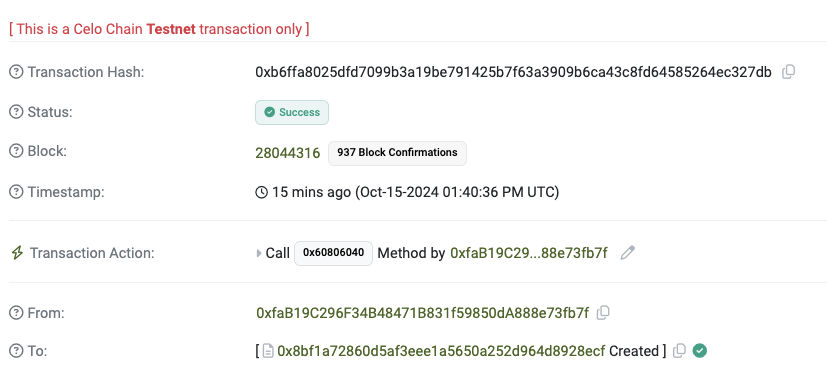 [ This is a Celo Chain Testnet transaction only ]
Transaction Hash: 0xb6ffa8025dfd7099b3a19be791425b7f63a3909b6ca43c8fd64585264ec327db
Status: Success
Block: 28044316 937 Block Confirmations
Timestamp: 15 mins ago (Oct-15-2024 01:40:36 PM UTC)
Transaction Action: Call 0x60806040 Method by 0xfaB19C29...88e73fb7f
From: 0xfaB19C296F34B48471B831f59850dA888e73fb7f
To: [ 0x8bf1a72860d5af3eee1a5650a252d964d8928ecf Created ]